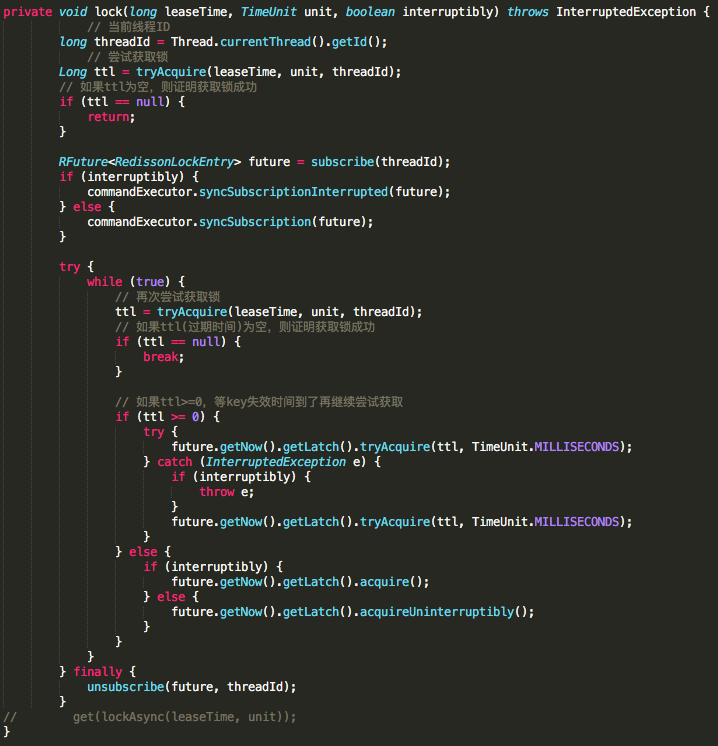 private void lock(long leaseTime, TimeUnit unit, boolean interruptibly) throws InterruptedException {
// 当前线程ID
long threadId = Thread.currentThread().getId();
// 尝试获取锁
Long ttl = tryAcquire(leaseTime, unit, threadId);
// 如果ttl为空，则证明获取锁成功
if (ttl == null) {
return;
}
RFuture<RedissonLockEntry> future = subscribe(threadId);
if (interruptibly) {
commandExecutor.syncSubscriptionInterrupted(future);
} else {
commandExecutor.syncSubscription(future);
}
try {
while (true) {
// 再次尝试获取锁
ttl = tryAcquire(leaseTime, unit, threadId);
// 如果ttl(过期时间)为空，则证明获取锁成功
if (ttl == null) {
break;
}
// 如果ttl>=0，等key失效时间到了再继续尝试获取
if (ttl >= 0) {
try {
future.getNow().getLatch().tryAcquire(ttl, TimeUnit.MILLISECONDS);
} catch (InterruptedException e) {
if (interruptibly) {
throw e;
}
future.getNow().getLatch().tryAcquire(ttl, TimeUnit.MILLISECONDS);
}
} else {
if (interruptibly) {
future.getNow().getLatch().acquire();
} else {
future.getNow().getLatch().acquireUninterruptibly();
}
}
}
} finally {
unsubscribe(future, threadId);
}
// get(lockAsync(leaseTime, unit));
}